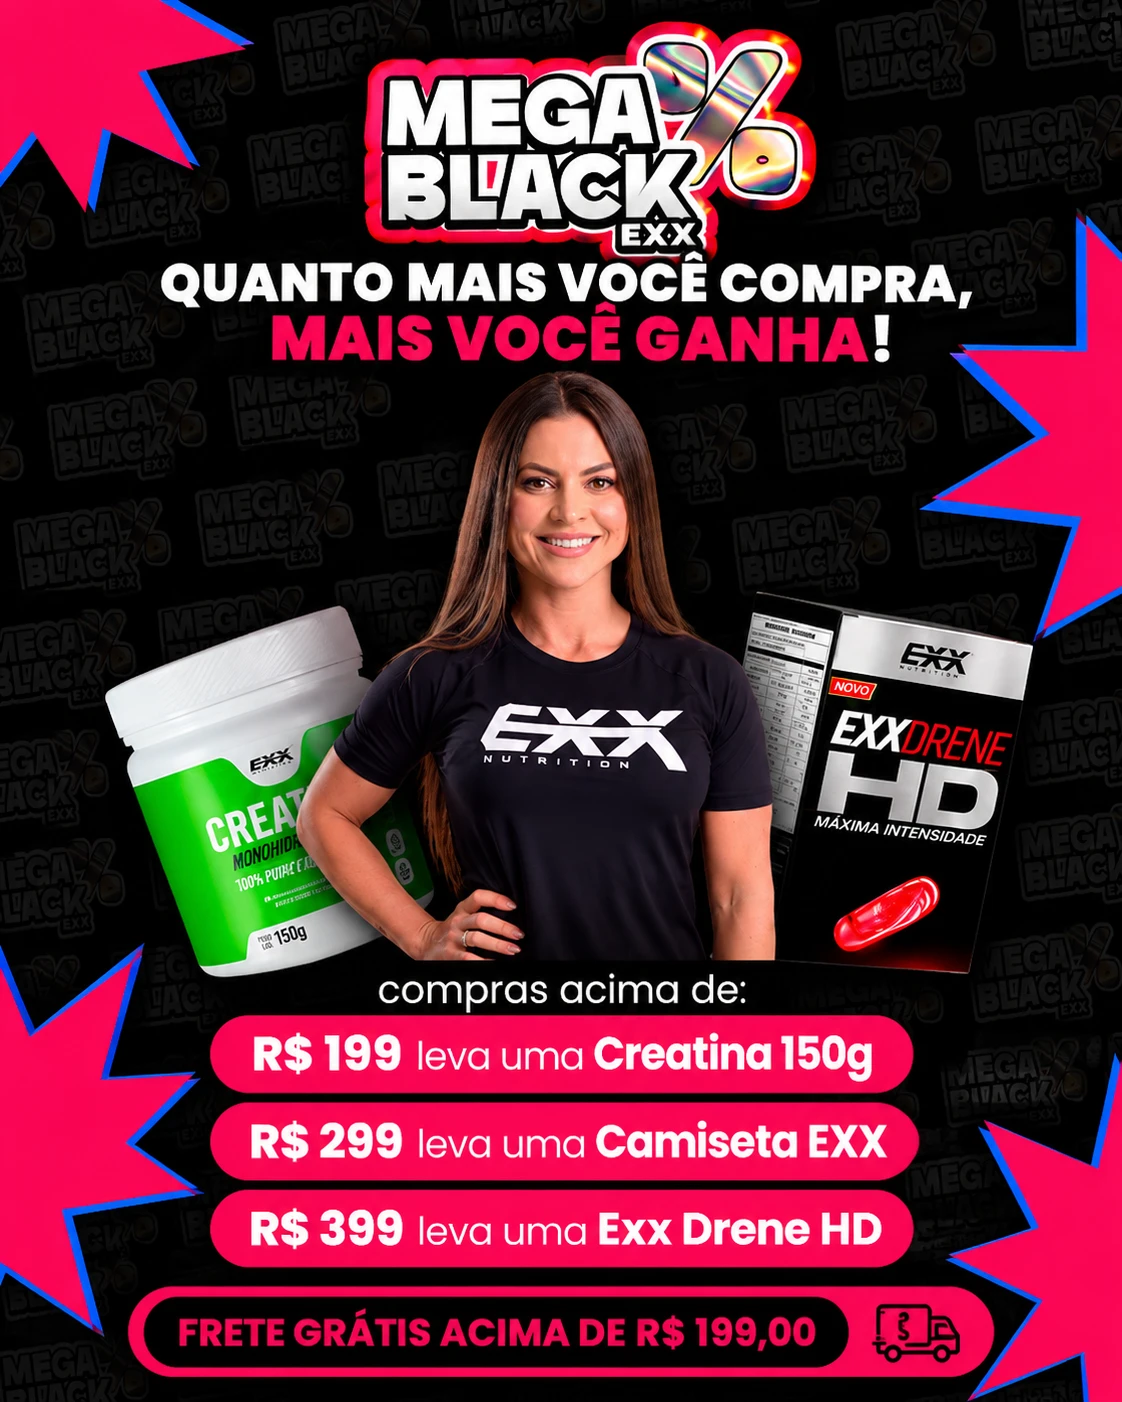 MEGA %
BLACK
EXX
QUANTO MAIS VOCÊ COMPRA,
MAIS VOCÊ GANHA!
EXX
NUTRITION
EXX
CREAT
MONOHIDR
100%
150g
EXX
NUTRITION
NOVO
EXXDRENE
HD
MÁXIMA INTENSIDADE
compras acima de:
R$ 199 leva uma Creatina 150g
R$ 299 leva uma Camiseta EXX
R$ 399 leva uma Exx Drene HD
FRETE GRÁTIS ACIMA DE R$ 199,00